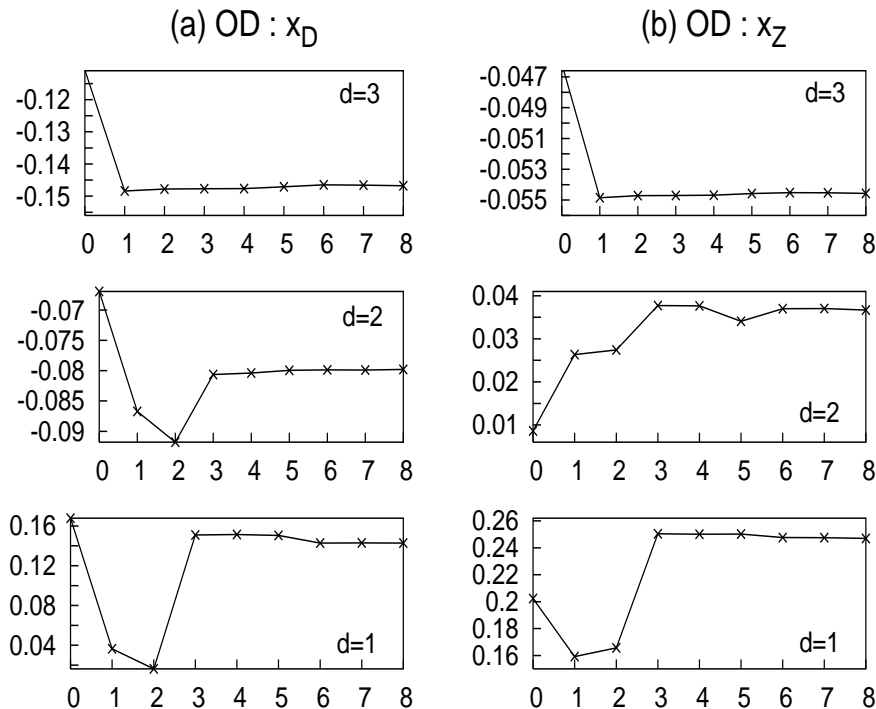 (a) OD : x_D
(b) OD : x_Z
-0.12
-0.13
-0.14
-0.15
d=3
0 1 2 3 4 5 6 7 8
-0.047
-0.049
-0.051
-0.053
-0.055
d=3
0 1 2 3 4 5 6 7 8
-0.07
-0.075
-0.08
-0.085
-0.09
d=2
0 1 2 3 4 5 6 7 8
0.04
0.03
0.02
0.01
d=2
0 1 2 3 4 5 6 7 8
0.16
0.12
0.08
0.04
d=1
0 1 2 3 4 5 6 7 8
0.26
0.24
0.2
0.16
d=1
0 1 2 3 4 5 6 7 8